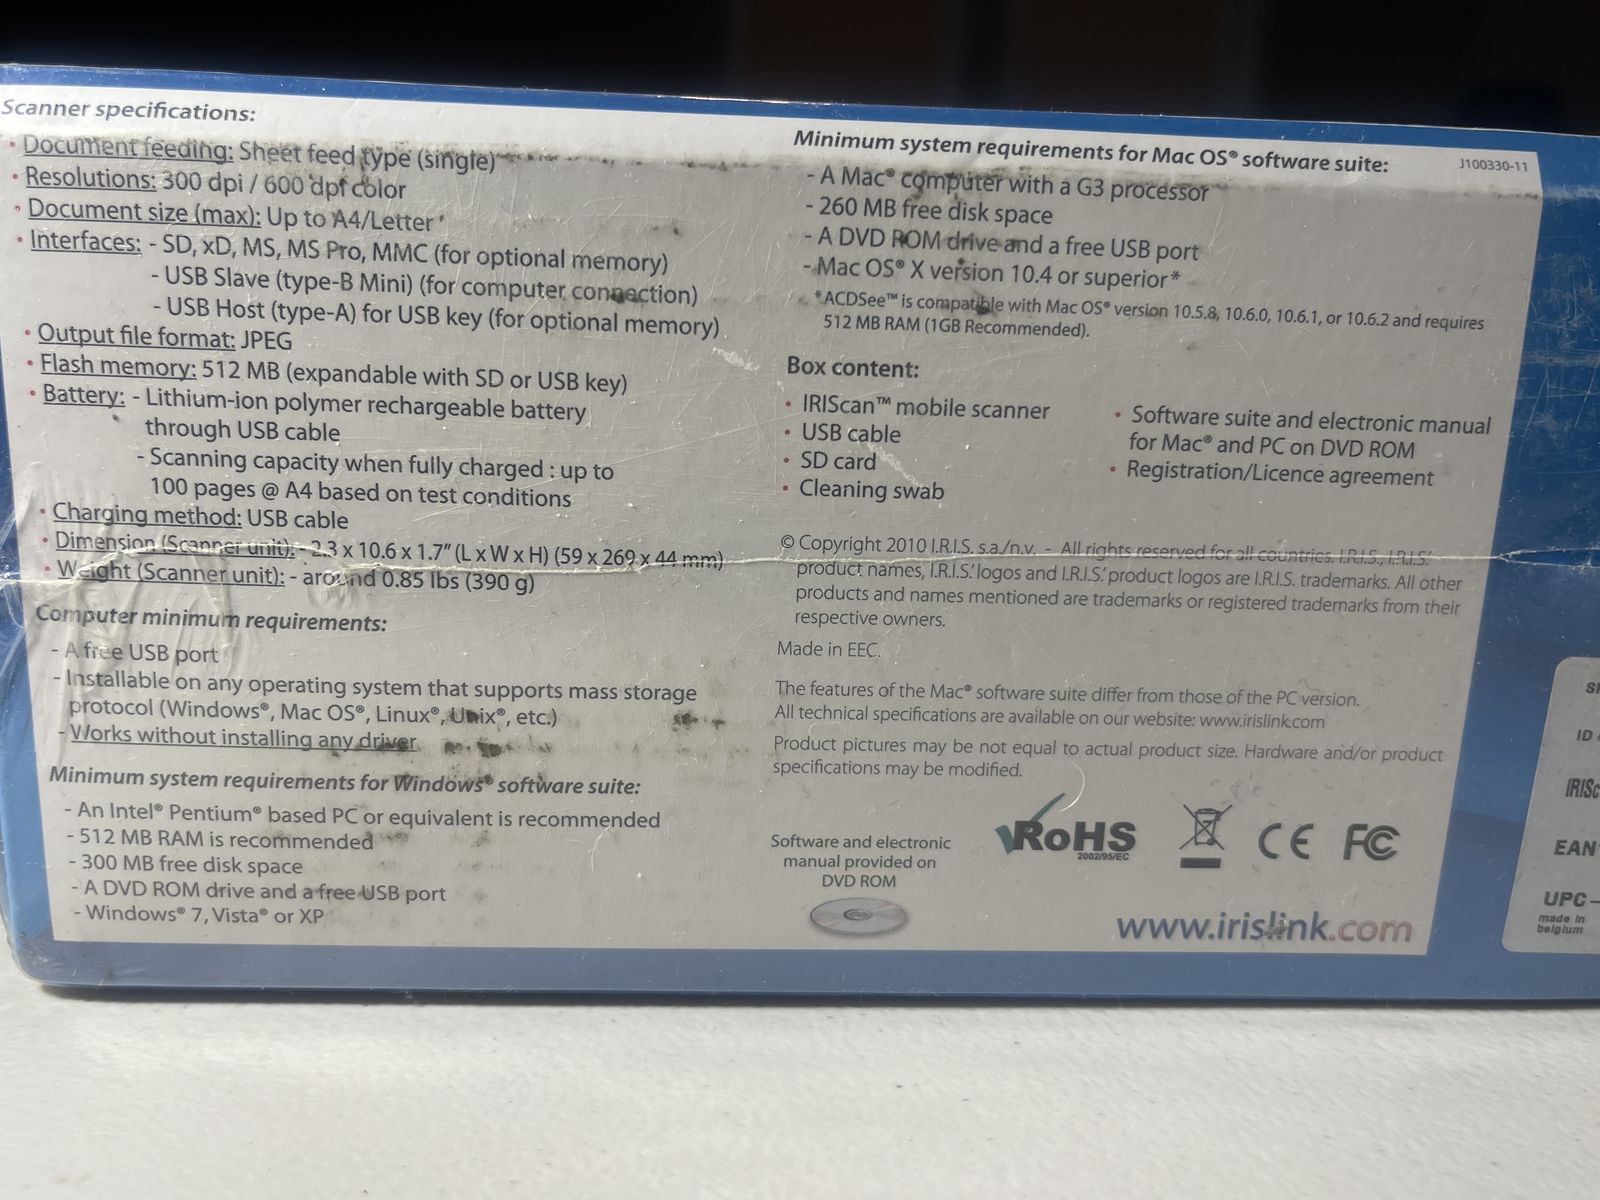 Scanner specifications:
• Document feeding: Sheet feed type (single)
• Resolutions: 300 dpi / 600 dpi color
• Document size (max): Up to A4/Letter
• Interfaces: - SD, xD, MS, MS Pro, MMC (for optional memory)
- USB Slave (type-B Mini) (for computer connection)
- USB Host (type-A) for USB key (for optional memory)
• Output file format: JPEG
• Flash memory: 512 MB (expandable with SD or USB key)
• Battery: - Lithium-ion polymer rechargeable battery
through USB cable
- Scanning capacity when fully charged : up to
100 pages @ A4 based on test conditions
• Charging method: USB cable
• Dimension (Scanner unit): - 2.3 x 10.6 x 1.7" (L x W x H) (59 x 269 x 44 mm)
• Weight (Scanner unit): - around 0.85 lbs (390 g)
Computer minimum requirements:
- A free USB port
- Installable on any operating system that supports mass storage
protocol (Windows®, Mac OS®, Linux®, Unix®, etc.)
- Works without installing any driver
Minimum system requirements for Windows® software suite:
- An Intel® Pentium® based PC or equivalent is recommended
- 512 MB RAM is recommended
- 300 MB free disk space
- A DVD ROM drive and a free USB port
- Windows® 7, Vista® or XP
Minimum system requirements for Mac OS® software suite:
J100330-11
- A Mac® computer with a G3 processor
- 260 MB free disk space
- A DVD ROM drive and a free USB port
- Mac OS® X version 10.4 or superior*
*ACDSee™ is compatible with Mac OS® version 10.5.8, 10.6.0, 10.6.1, or 10.6.2 and requires
512 MB RAM (1GB Recommended).
Box content:
• IRIScan™ mobile scanner
• USB cable
• SD card
• Cleaning swab
• Software suite and electronic manual
for Mac® and PC on DVD ROM
• Registration/Licence agreement
© Copyright 2010 I.R.I.S. s.a./n.v. - All rights reserved for all countries. I.R.I.S., I.R.I.S.'
product names, I.R.I.S.' logos and I.R.I.S.' product logos are I.R.I.S. trademarks. All other
products and names mentioned are trademarks or registered trademarks from their
respective owners.
Made in EEC.
The features of the Mac® software suite differ from those of the PC version.
All technical specifications are available on our website: www.irislink.com
Product pictures may be not equal to actual product size. Hardware and/or product
specifications may be modified.
Software and electronic
manual provided on
DVD ROM
RoHS
2002/95/EC
CE
FC
www.irislink.com
ID
IRISc
EAN
UPC -
made in
belgium